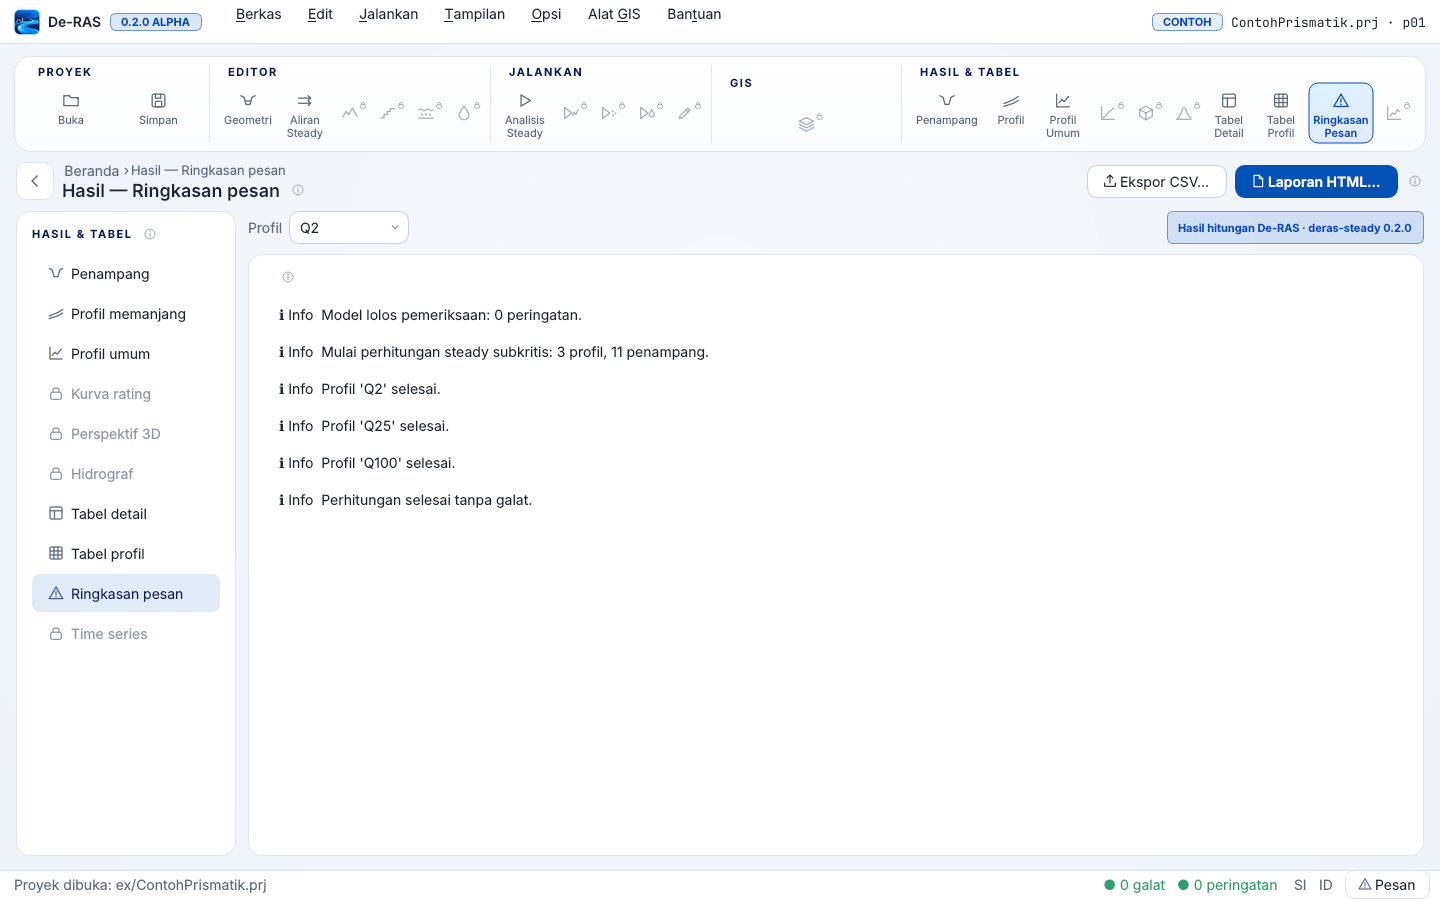 De-RAS 0.2.0 ALPHA Berkas Edit Jalankan Tampilan Opsi Alat GIS Bantuan CONTOH ContohPrismatik.prj · p01
PROYEK
Buka Simpan
EDITOR
Geometri Aliran Steady
JALANKAN
Analisis Steady
GIS
HASIL & TABEL
Penampang Profil Profil Umum Tabel Detail Tabel Profil Ringkasan Pesan
Beranda › Hasil — Ringkasan pesan
Hasil — Ringkasan pesan
Ekspor CSV... Laporan HTML...
HASIL & TABEL
Penampang
Profil memanjang
Profil umum
Kurva rating
Perspektif 3D
Hidrograf
Tabel detail
Tabel profil
Ringkasan pesan
Time series
Profil Q2
Hasil hitungan De-RAS · deras-steady 0.2.0
ℹ Info Model lolos pemeriksaan: 0 peringatan.
ℹ Info Mulai perhitungan steady subkritis: 3 profil, 11 penampang.
ℹ Info Profil 'Q2' selesai.
ℹ Info Profil 'Q25' selesai.
ℹ Info Profil 'Q100' selesai.
ℹ Info Perhitungan selesai tanpa galat.
Proyek dibuka: ex/ContohPrismatik.prj
0 galat 0 peringatan SI ID Pesan